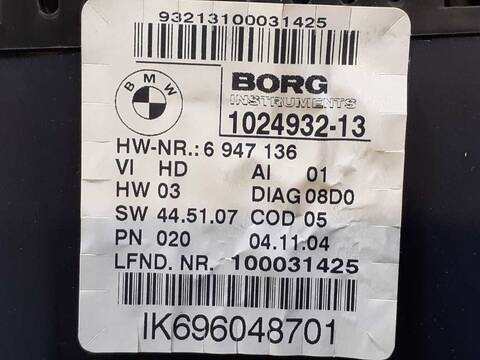 93213100031425
BMW
BORG
INSTRUMENTS
1024932-13
HW-NR.: 6 947 136
VI HD AI 01
HW 03 DIAG 08D0
SW 44.51.07 COD 05
PN 020 04.11.04
LFND. NR. 100031425
IK696048701